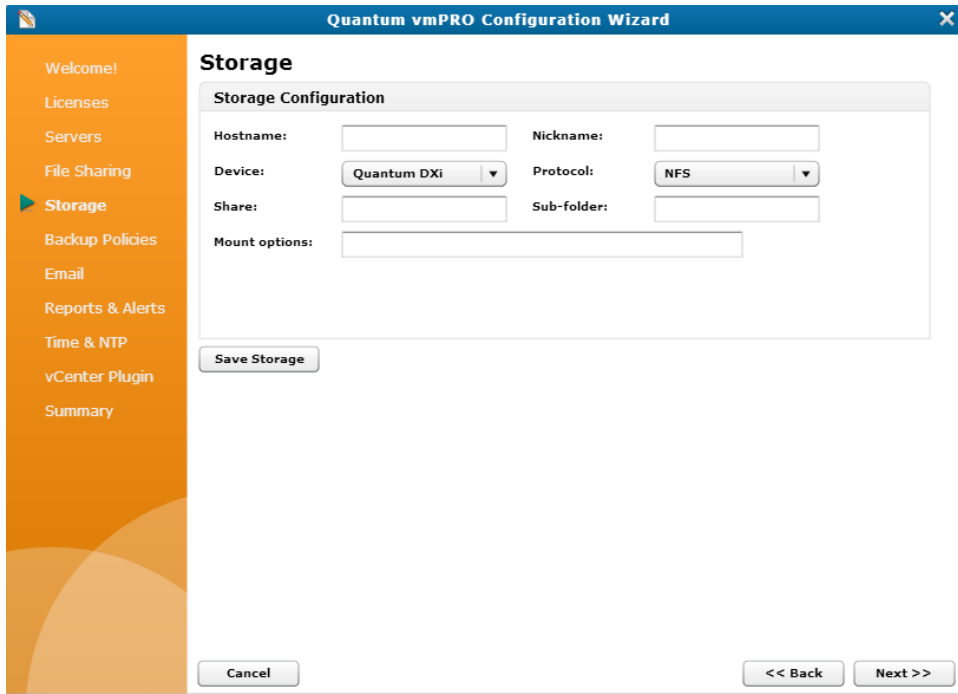 Quantum vmPRO Configuration Wizard
Welcome!
Licenses
Servers
File Sharing
Storage
Backup Policies
Email
Reports & Alerts
Time & NTP
vCenter Plugin
Summary
Storage
Storage Configuration
Hostname: Nickname:
Device: Quantum DXi Protocol: NFS
Share: Sub-folder:
Mount options:
Save Storage
Cancel << Back Next >>